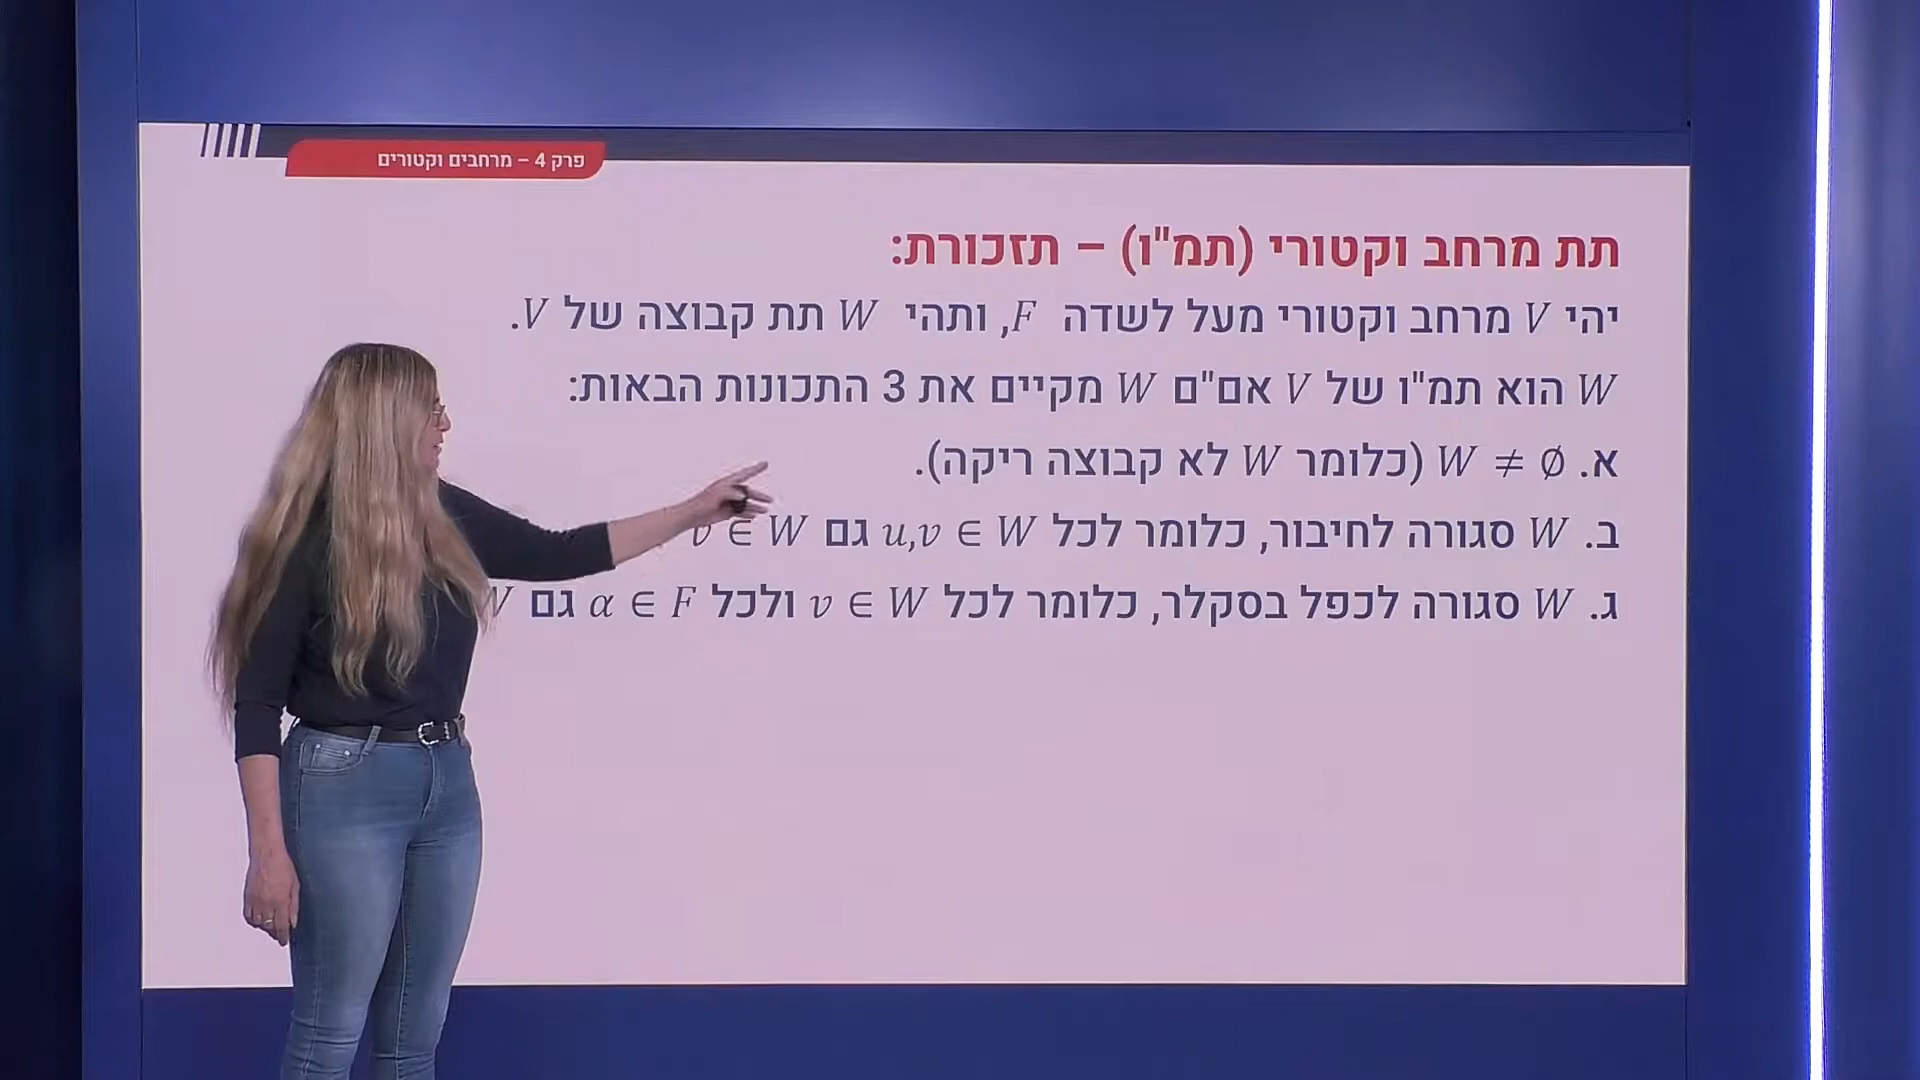 פרק 4 – מרחבים וקטורים
תת מרחב וקטורי (תמ"ו) – תזכורת:
יהי V מרחב וקטורי מעל לשדה F, ותהי W תת קבוצה של V.
W הוא תמ"ו של V אם"ם W מקיים את 3 התכונות הבאות:
א. W ≠ ∅ (כלומר W לא קבוצה ריקה).
ב. W סגורה לחיבור, כלומר לכל u,v ∈ W גם v ∈ W
ג. W סגורה לכפל בסקלר, כלומר לכל v ∈ W ולכל α ∈ F גם W